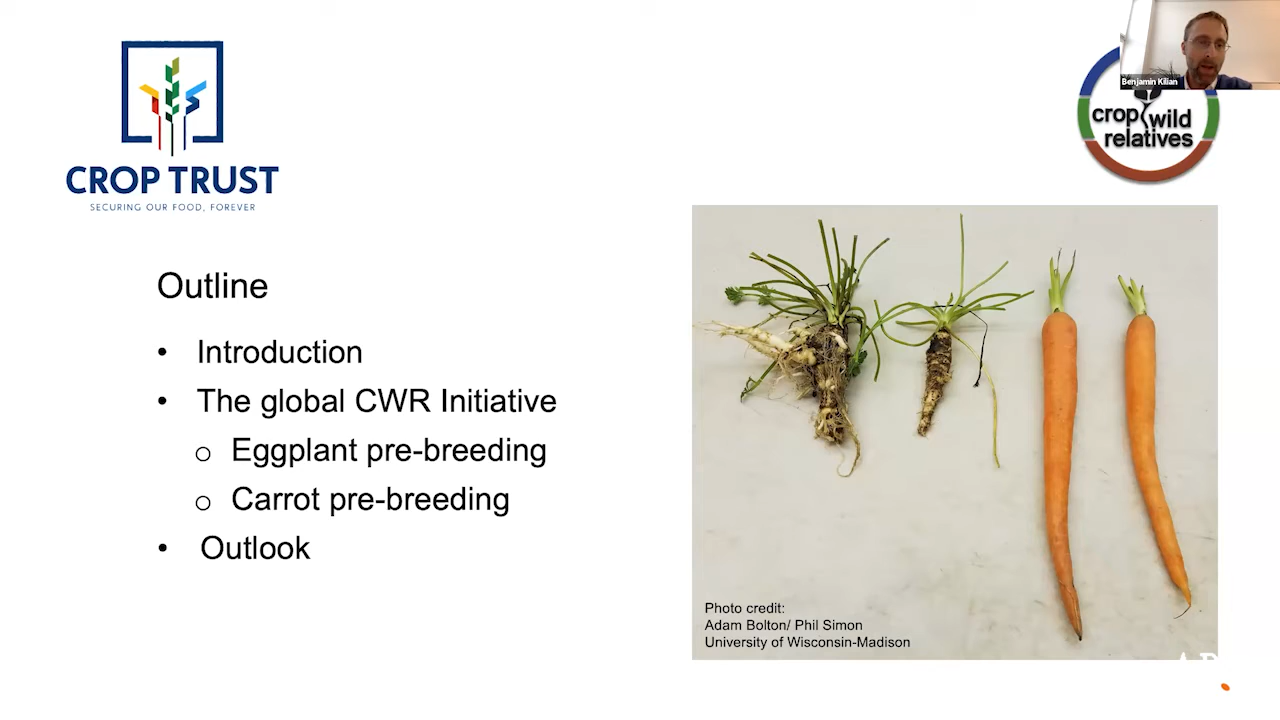 CROP TRUST
SECURING OUR FOOD, FOREVER
Benjamin Kilian
crop wild
relatives
Outline
• Introduction
• The global CWR Initiative
o Eggplant pre-breeding
o Carrot pre-breeding
• Outlook
Photo credit:
Adam Bolton/ Phil Simon
University of Wisconsin-Madison